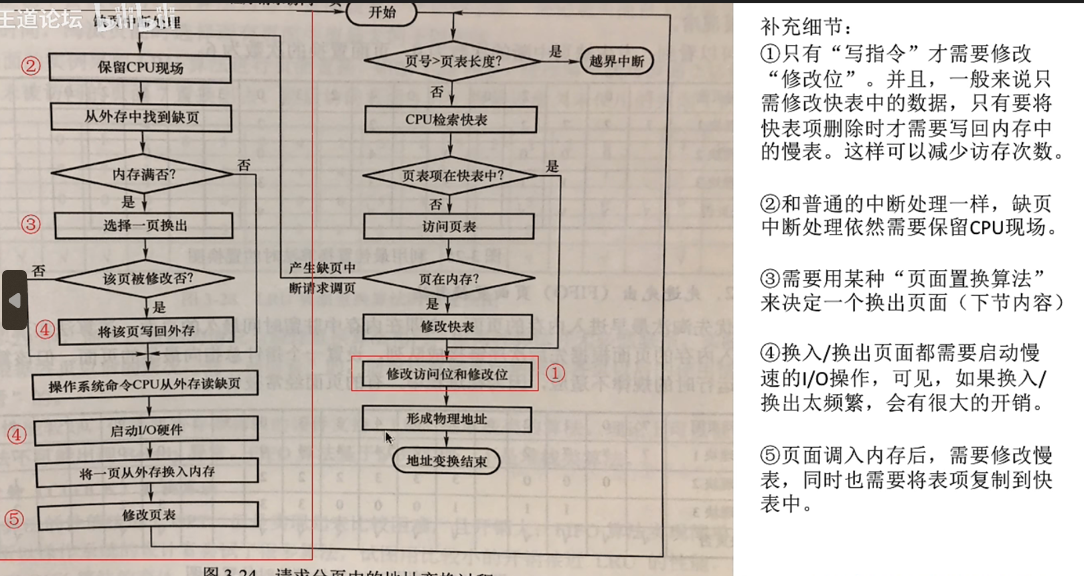 王道论坛
缺页中断处理
开始
②
保留CPU现场
从外存中找到缺页
内存满否?
否
是
③
选择一页换出
否
该页被修改否?
是
④
将该页写回外存
操作系统命令CPU从外存读缺页
④
启动I/O硬件
将一页从外存换入内存
⑤
修改页表
页号>页表长度?
是
越界中断
否
CPU检索快表
页表项在快表中?
是
否
访问页表
产生缺页中
断请求调页
页在内存?
是
修改快表
修改访问位和修改位
①
形成物理地址
地址变换结束
图 3-24 请求分页中的地址变换过程
补充细节:
①只有“写指令”才需要修改
“修改位”。并且,一般来说只
需修改快表中的数据,只有要将
快表项删除时才需要写回内存中
的慢表。这样可以减少访存次数。
②和普通的中断处理一样,缺页
中断处理依然需要保留CPU现场。
③需要用某种“页面置换算法”
来决定一个换出页面(下节内容)
④换入/换出页面都需要启动慢
速的I/O操作,可见,如果换入/
换出太频繁,会有很大的开销。
⑤页面调入内存后,需要修改慢
表,同时也需要将表项复制到快
表中。